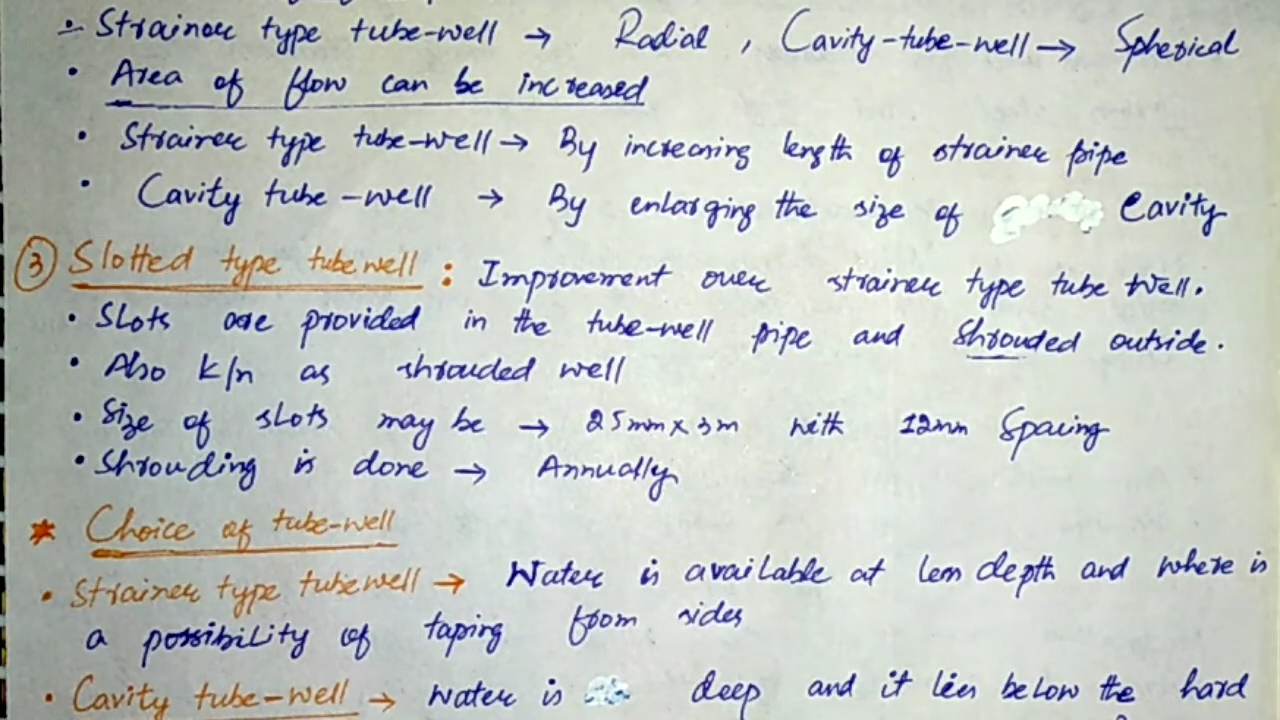 :- Strainer type tube-well → Radial , Cavity-tube-well → Spherical
• Area of flow can be increased
• Strainer type tube-well → By increasing length of strainer pipe
• Cavity tube-well → By enlarging the size of Cavity
③ Slotted type tubewell : Improvement over strainer type tube well.
• Slots are provided in the tube-well pipe and shrouded outside.
• Also k/n as shrouded well
• Size of slots may be → 25mm x 3m with 12mm Spacing
• Shrouding is done → Annually
* Choice of tube-well
• Strainer type tubewell → Water is available at less depth and where is
a possibility of taping from sides
• Cavity tube-well → Water is deep and it lies below the hard